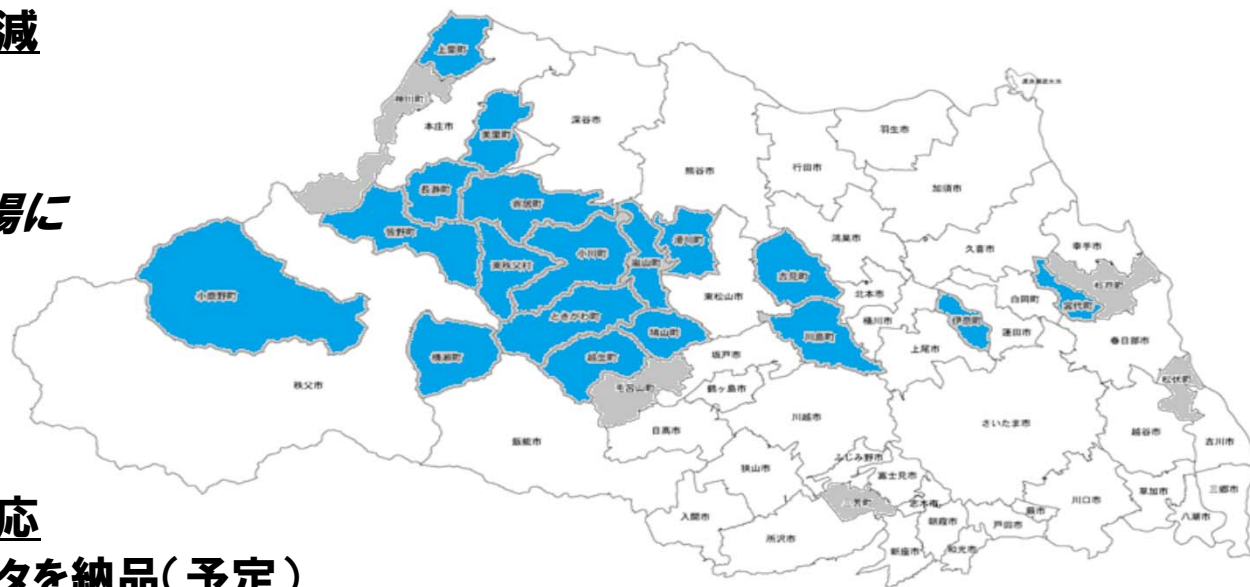 減
上里町
神川町
本庄市
美里町
深谷市
熊谷市
行田市
羽生市
加須市
場に
長瀞町
寄居町
皆野町
東秩父村
小川町
嵐山町
滑川町
鴻巣市
久喜市
幸手市
杉戸町
宮代町
白岡町
小鹿野町
吉見町
東松山市
北本市
桶川市
伊奈町
蓮田市
春日部市
ときがわ町
鳩山町
川島町
上尾市
横瀬町
越生町
坂戸市
毛呂山町
鶴ヶ島市
秩父市
松伏町
川越市
さいたま市
日高市
飯能市
越谷市
吉川市
ふじみ野市
狭山市
富士見市
三芳町
志木市
入間市
所沢市
朝霞市
新座市
和光市
戸田市
蕨市
川口市
草加市
八潮市
三郷市
応
タを納品(予定)